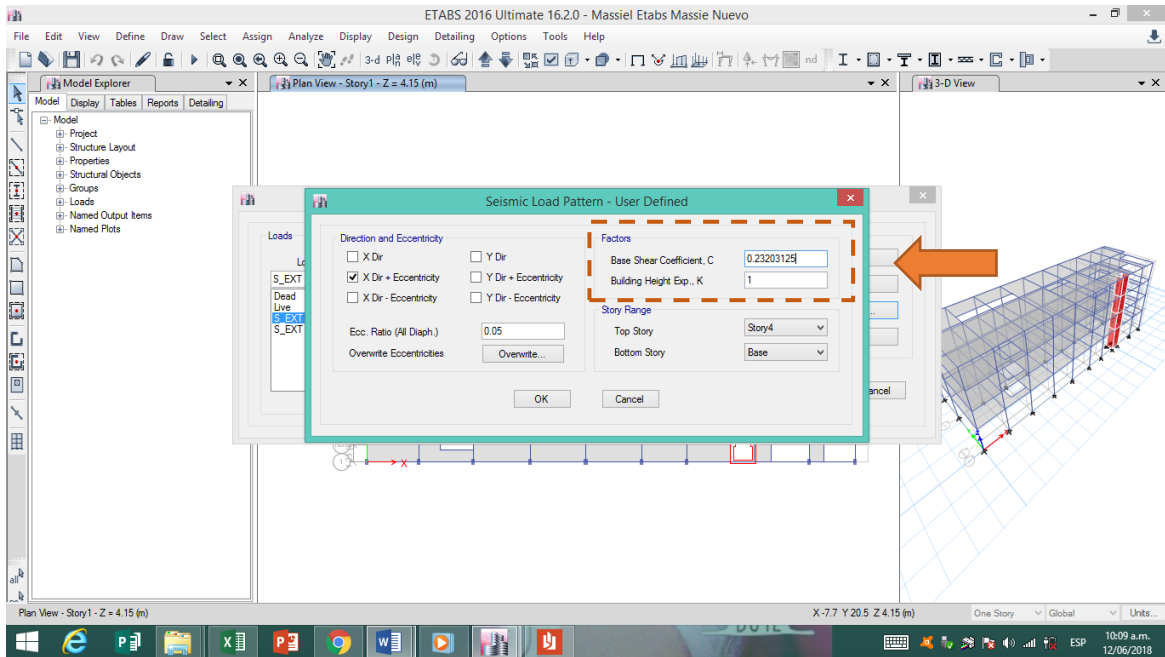 ETABS 2016 Ultimate 16.2.0 - Massiel Etabs Massie Nuevo
File Edit View Define Draw Select Assign Analyze Display Design Detailing Options Tools Help
3-d
nd
Model Explorer
Plan View - Story1 - Z = 4.15 (m)
3-D View
Model Display Tables Reports Detailing
Model
Project
Structure Layout
Properties
Structural Objects
Groups
Loads
Named Output Items
Named Plots
Seismic Load Pattern - User Defined
Loads
S_EXT
Dead
Live
S_EXT
S_EXT
Direction and Eccentricity
X Dir
Y Dir
X Dir + Eccentricity
Y Dir + Eccentricity
X Dir - Eccentricity
Y Dir - Eccentricity
Ecc. Ratio (All Diaph.)
0.05
Overwrite Eccentricities
Overwrite...
Factors
Base Shear Coefficient, C
0.23203125
Building Height Exp., K
1
Story Range
Top Story
Story4
Bottom Story
Base
OK
Cancel
ancel
1
X
all
Plan View - Story1 - Z = 4.15 (m)
X -7.7 Y 20.5 Z 4.15 (m)
One Story
Global
Units...
ESP
10:09 a.m.
12/06/2018